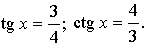 tg x = 3/4; ctg x = 4/3.